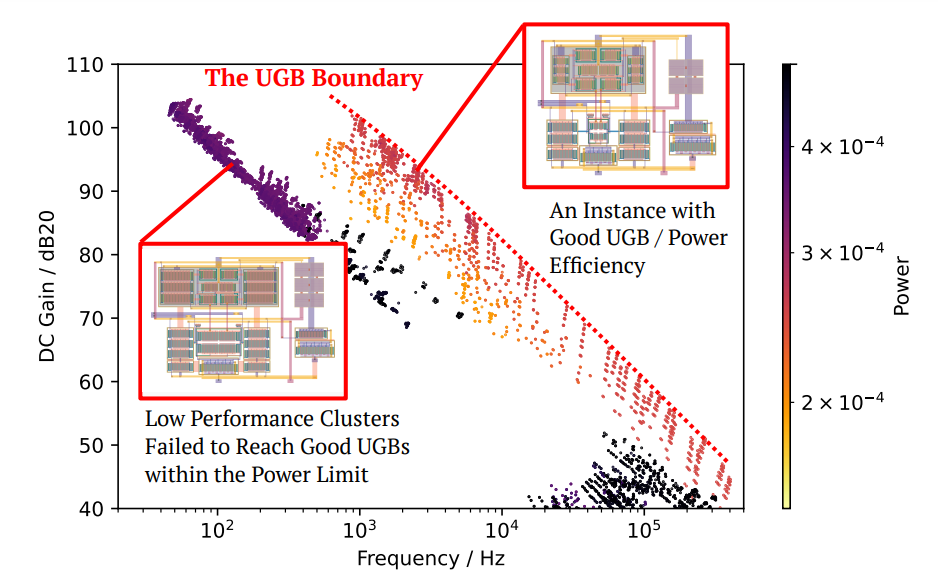 The UGB Boundary
110
100
90
80
70
60
50
40
DC Gain / dB20
10²
10³
10⁴
10⁵
Frequency / Hz
An Instance with
Good UGB / Power
Efficiency
Low Performance Clusters
Failed to Reach Good UGBs
within the Power Limit
4 × 10⁻⁴
3 × 10⁻⁴
2 × 10⁻⁴
Power